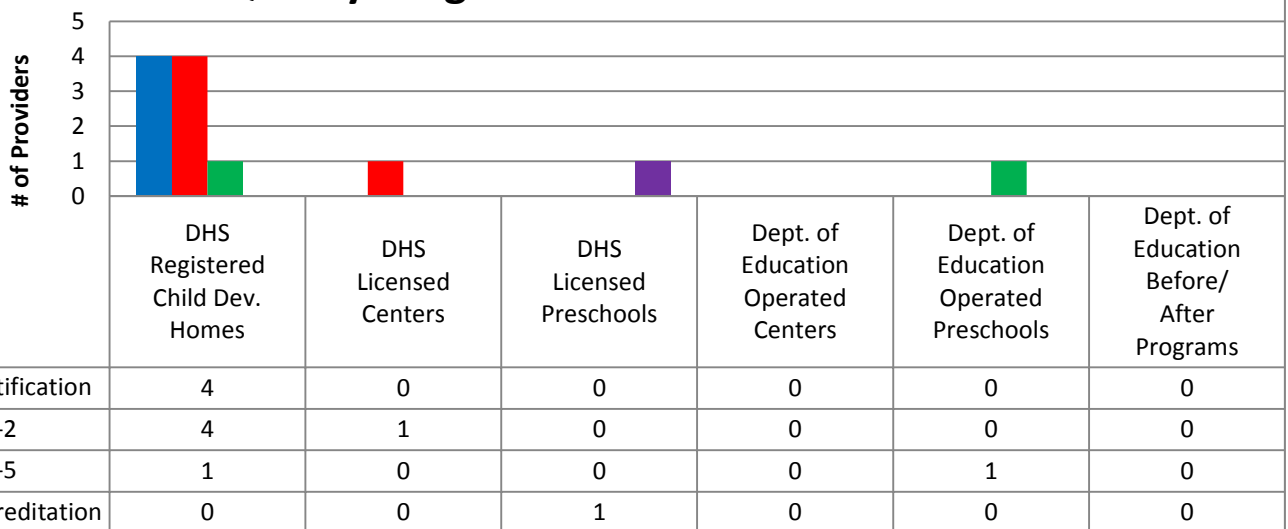 5
4
3
2
1
0
# of Providers
DHS
Registered
Child Dev.
Homes
DHS
Licensed
Centers
DHS
Licensed
Preschools
Dept. of
Education
Operated
Centers
Dept. of
Education
Operated
Preschools
Dept. of
Education
Before/
After
Programs
tification 4 0 0 0 0 0
-2 4 1 0 0 0 0
-5 1 0 0 0 1 0
reditation 0 0 1 0 0 0